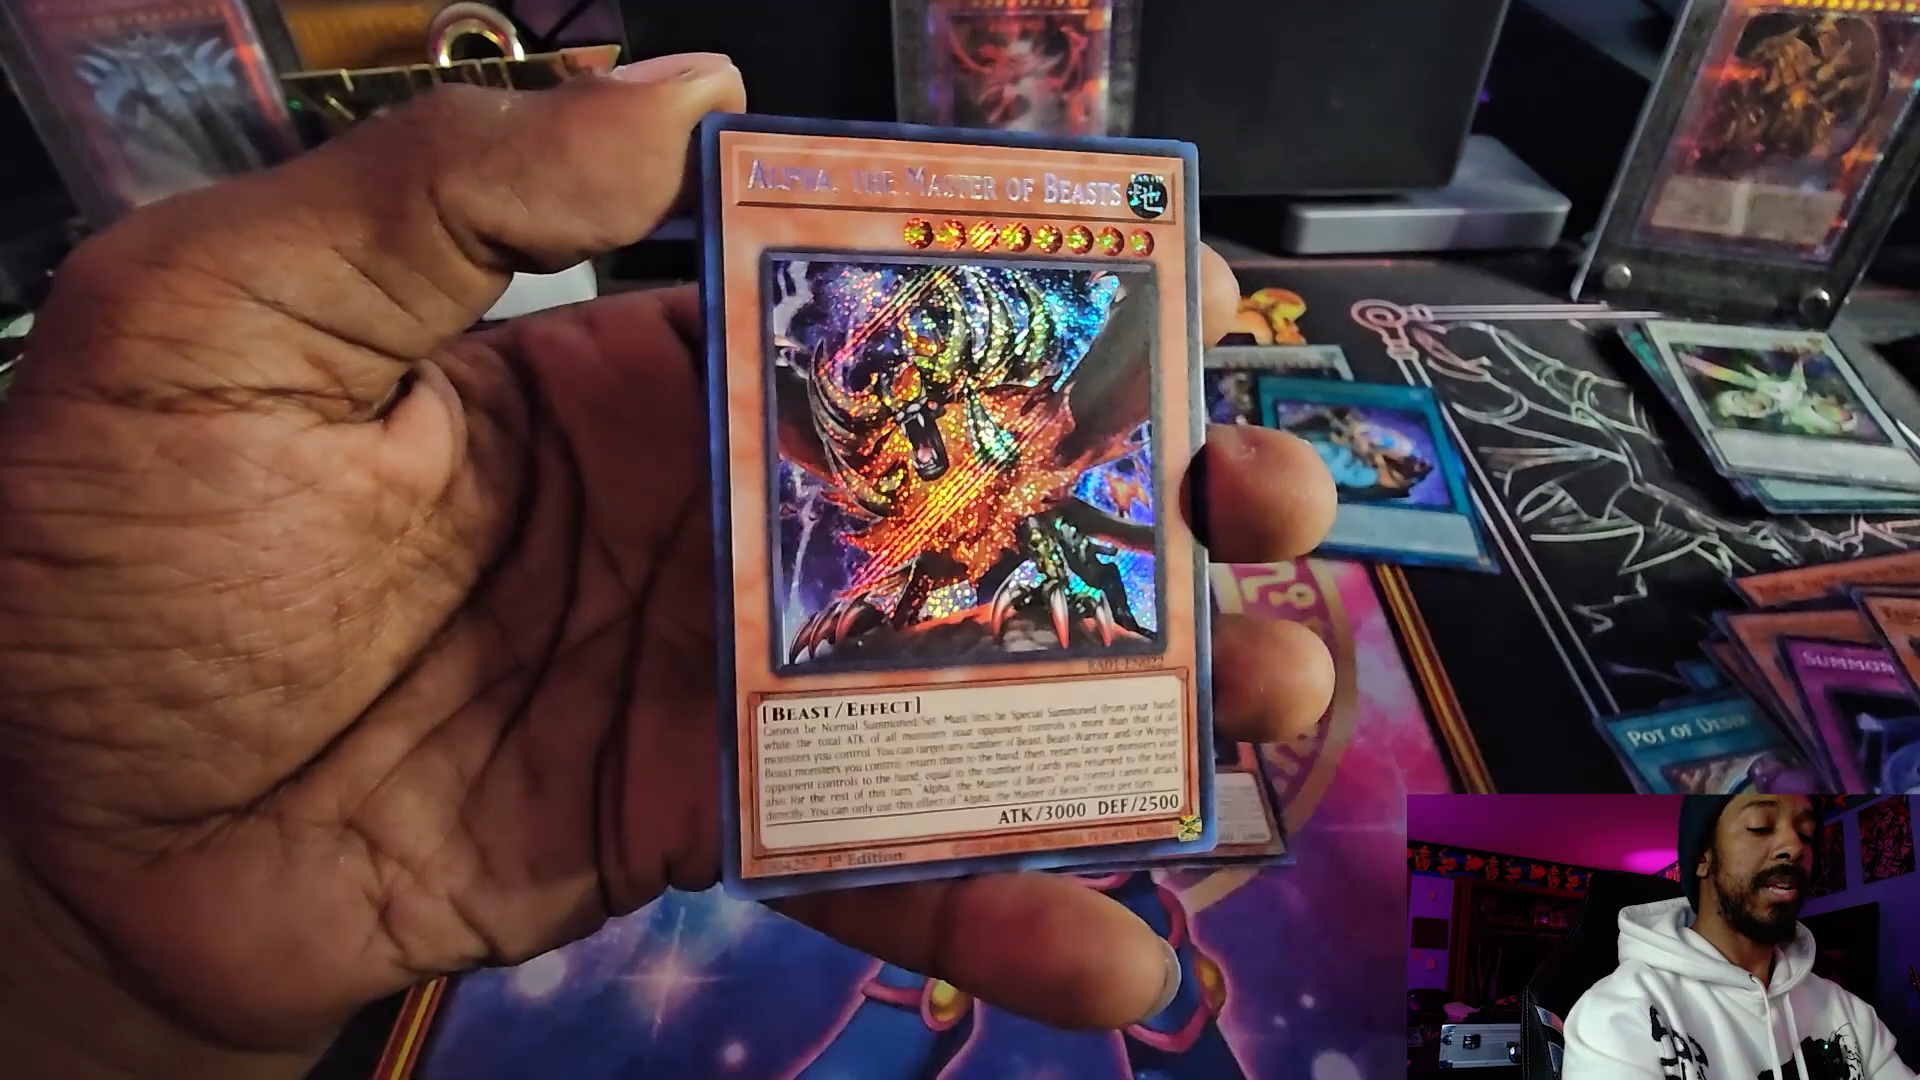 ALPHA, THE MASTER OF BEASTS
EARTH
地
RA01-EN022
[BEAST/EFFECT]
Cannot be Normal Summoned/Set. Must first be Special Summoned (from your hand)
while the total ATK of all monsters your opponent controls is more than that of all
monsters you control. You can target any number of Beast, Beast-Warrior, and/or Winged
Beast monsters you control; return them to the hand, then, return face-up monsters your
opponent controls to the hand, equal to the number of cards you returned to the hand,
also for the rest of this turn, "Alpha, the Master of Beasts" you control cannot attack
directly. You can only use this effect of "Alpha, the Master of Beasts" once per turn.
ATK/3000 DEF/2500
1st Edition
SUMMON
POT OF DESI